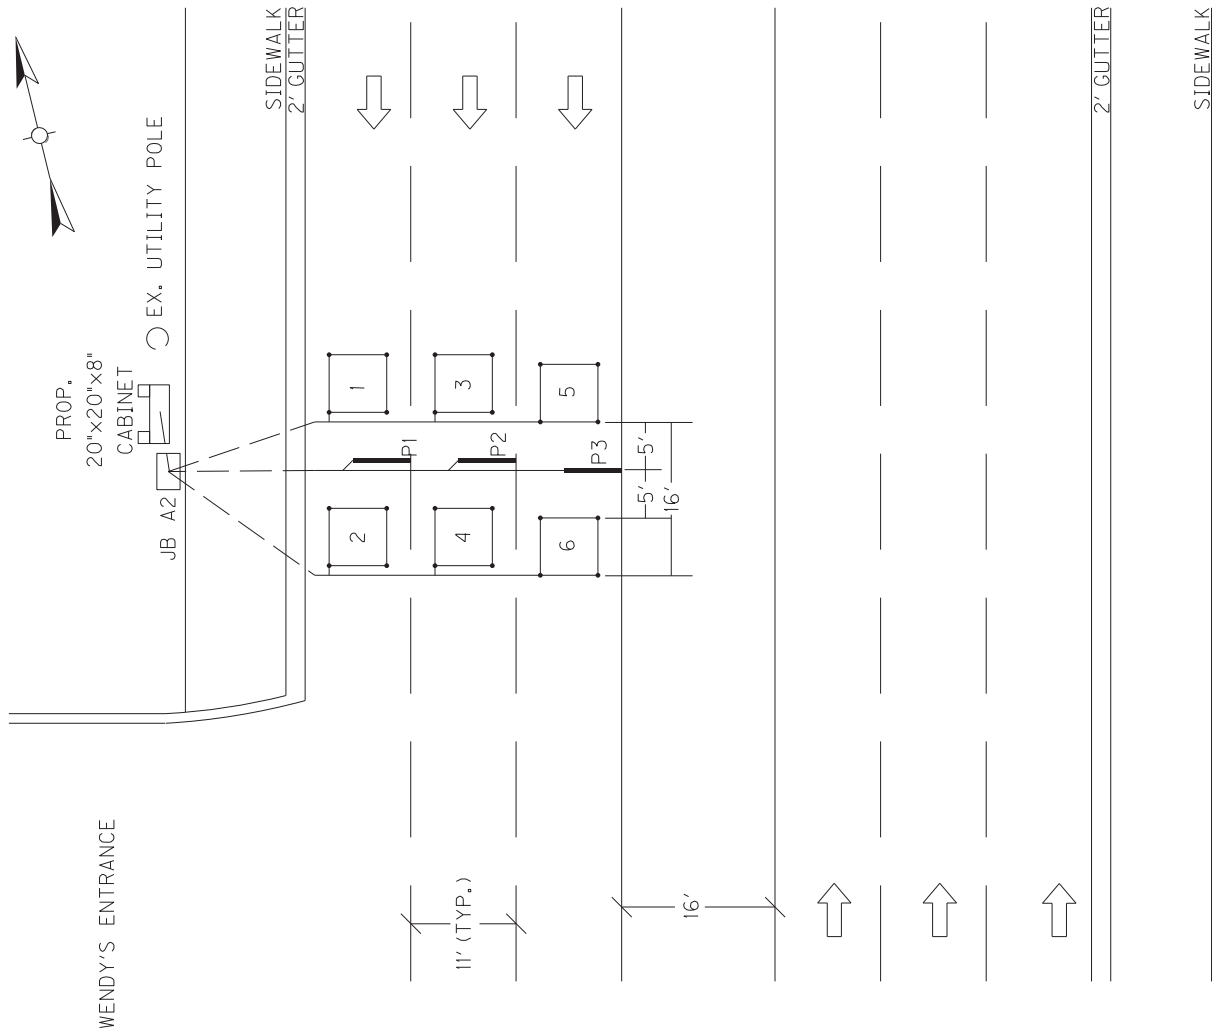 SIDEWALK
2' GUTTER
2' GUTTER
SIDEWALK
EX. UTILITY POLE
PROP.
20"x20"x8"
CABINET
JB A2
1
3
5
P1
P2
P3
2
4
6
5'
5'
16'
WENDY'S ENTRANCE
11' (TYP.)
16'